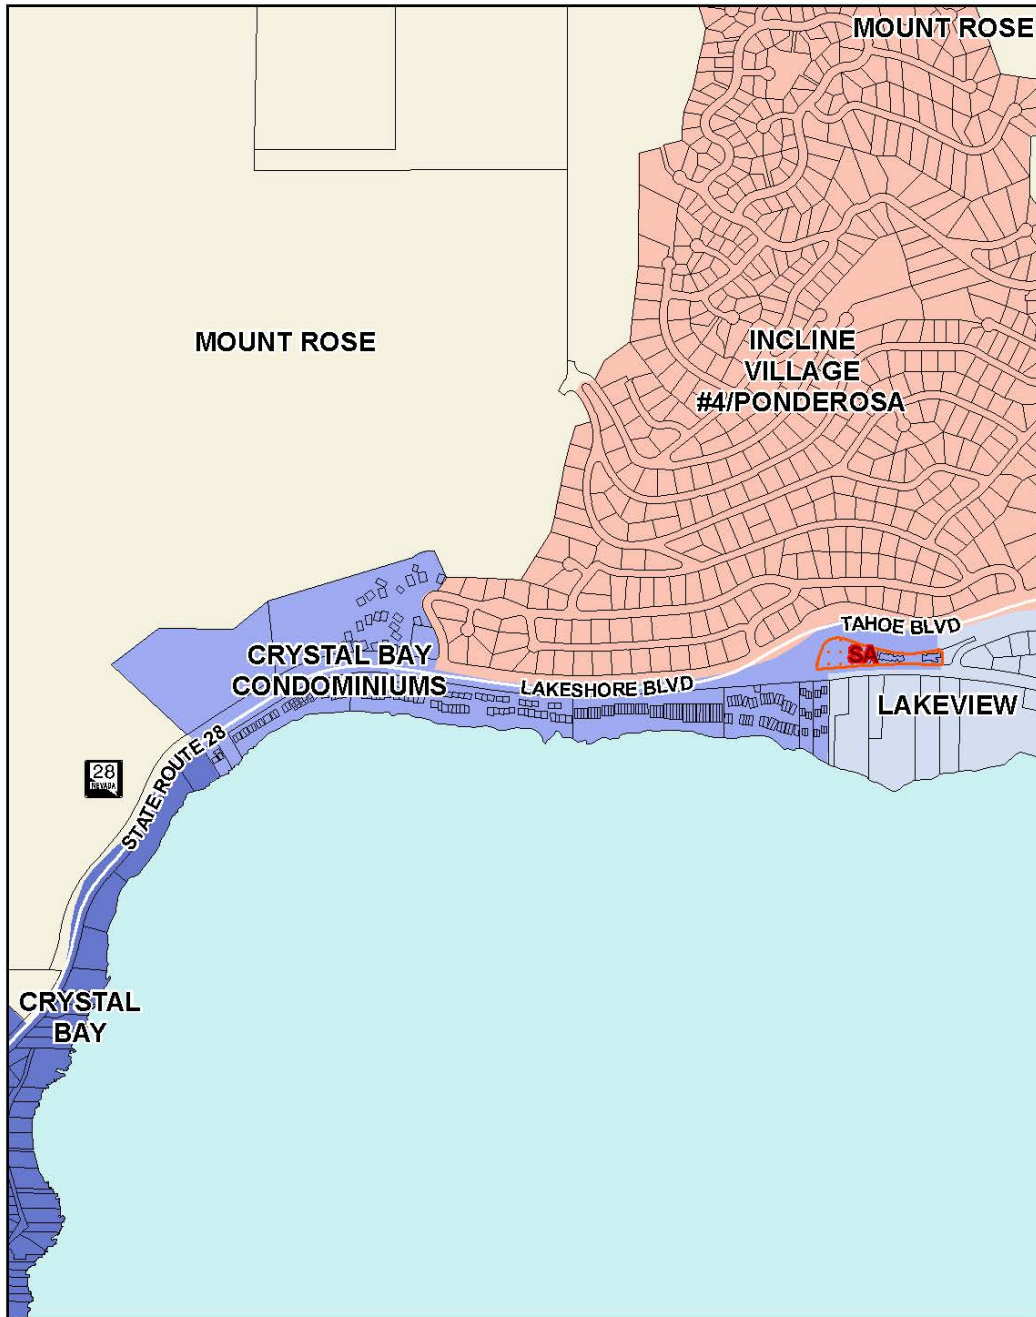 MOUNT ROSE
MOUNT ROSE
INCLINE
VILLAGE
#4/PONDEROSA
TAHOE BLVD
SA
CRYSTAL BAY
CONDOMINIUMS
LAKESHORE BLVD
LAKEVIEW
STATE ROUTE 28
28
NEVADA
CRYSTAL
BAY